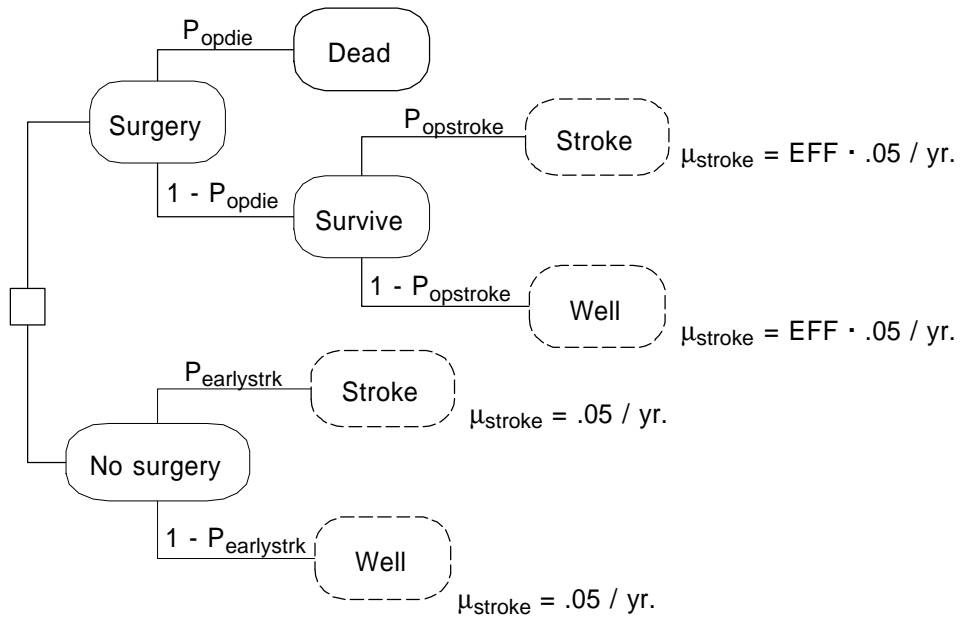 P_opdie
Dead
Surgery
P_opstroke
Stroke
μ_stroke = EFF · .05 / yr.
1 - P_opdie
Survive
1 - P_opstroke
Well
μ_stroke = EFF · .05 / yr.
P_earlystrk
Stroke
μ_stroke = .05 / yr.
No surgery
1 - P_earlystrk
Well
μ_stroke = .05 / yr.